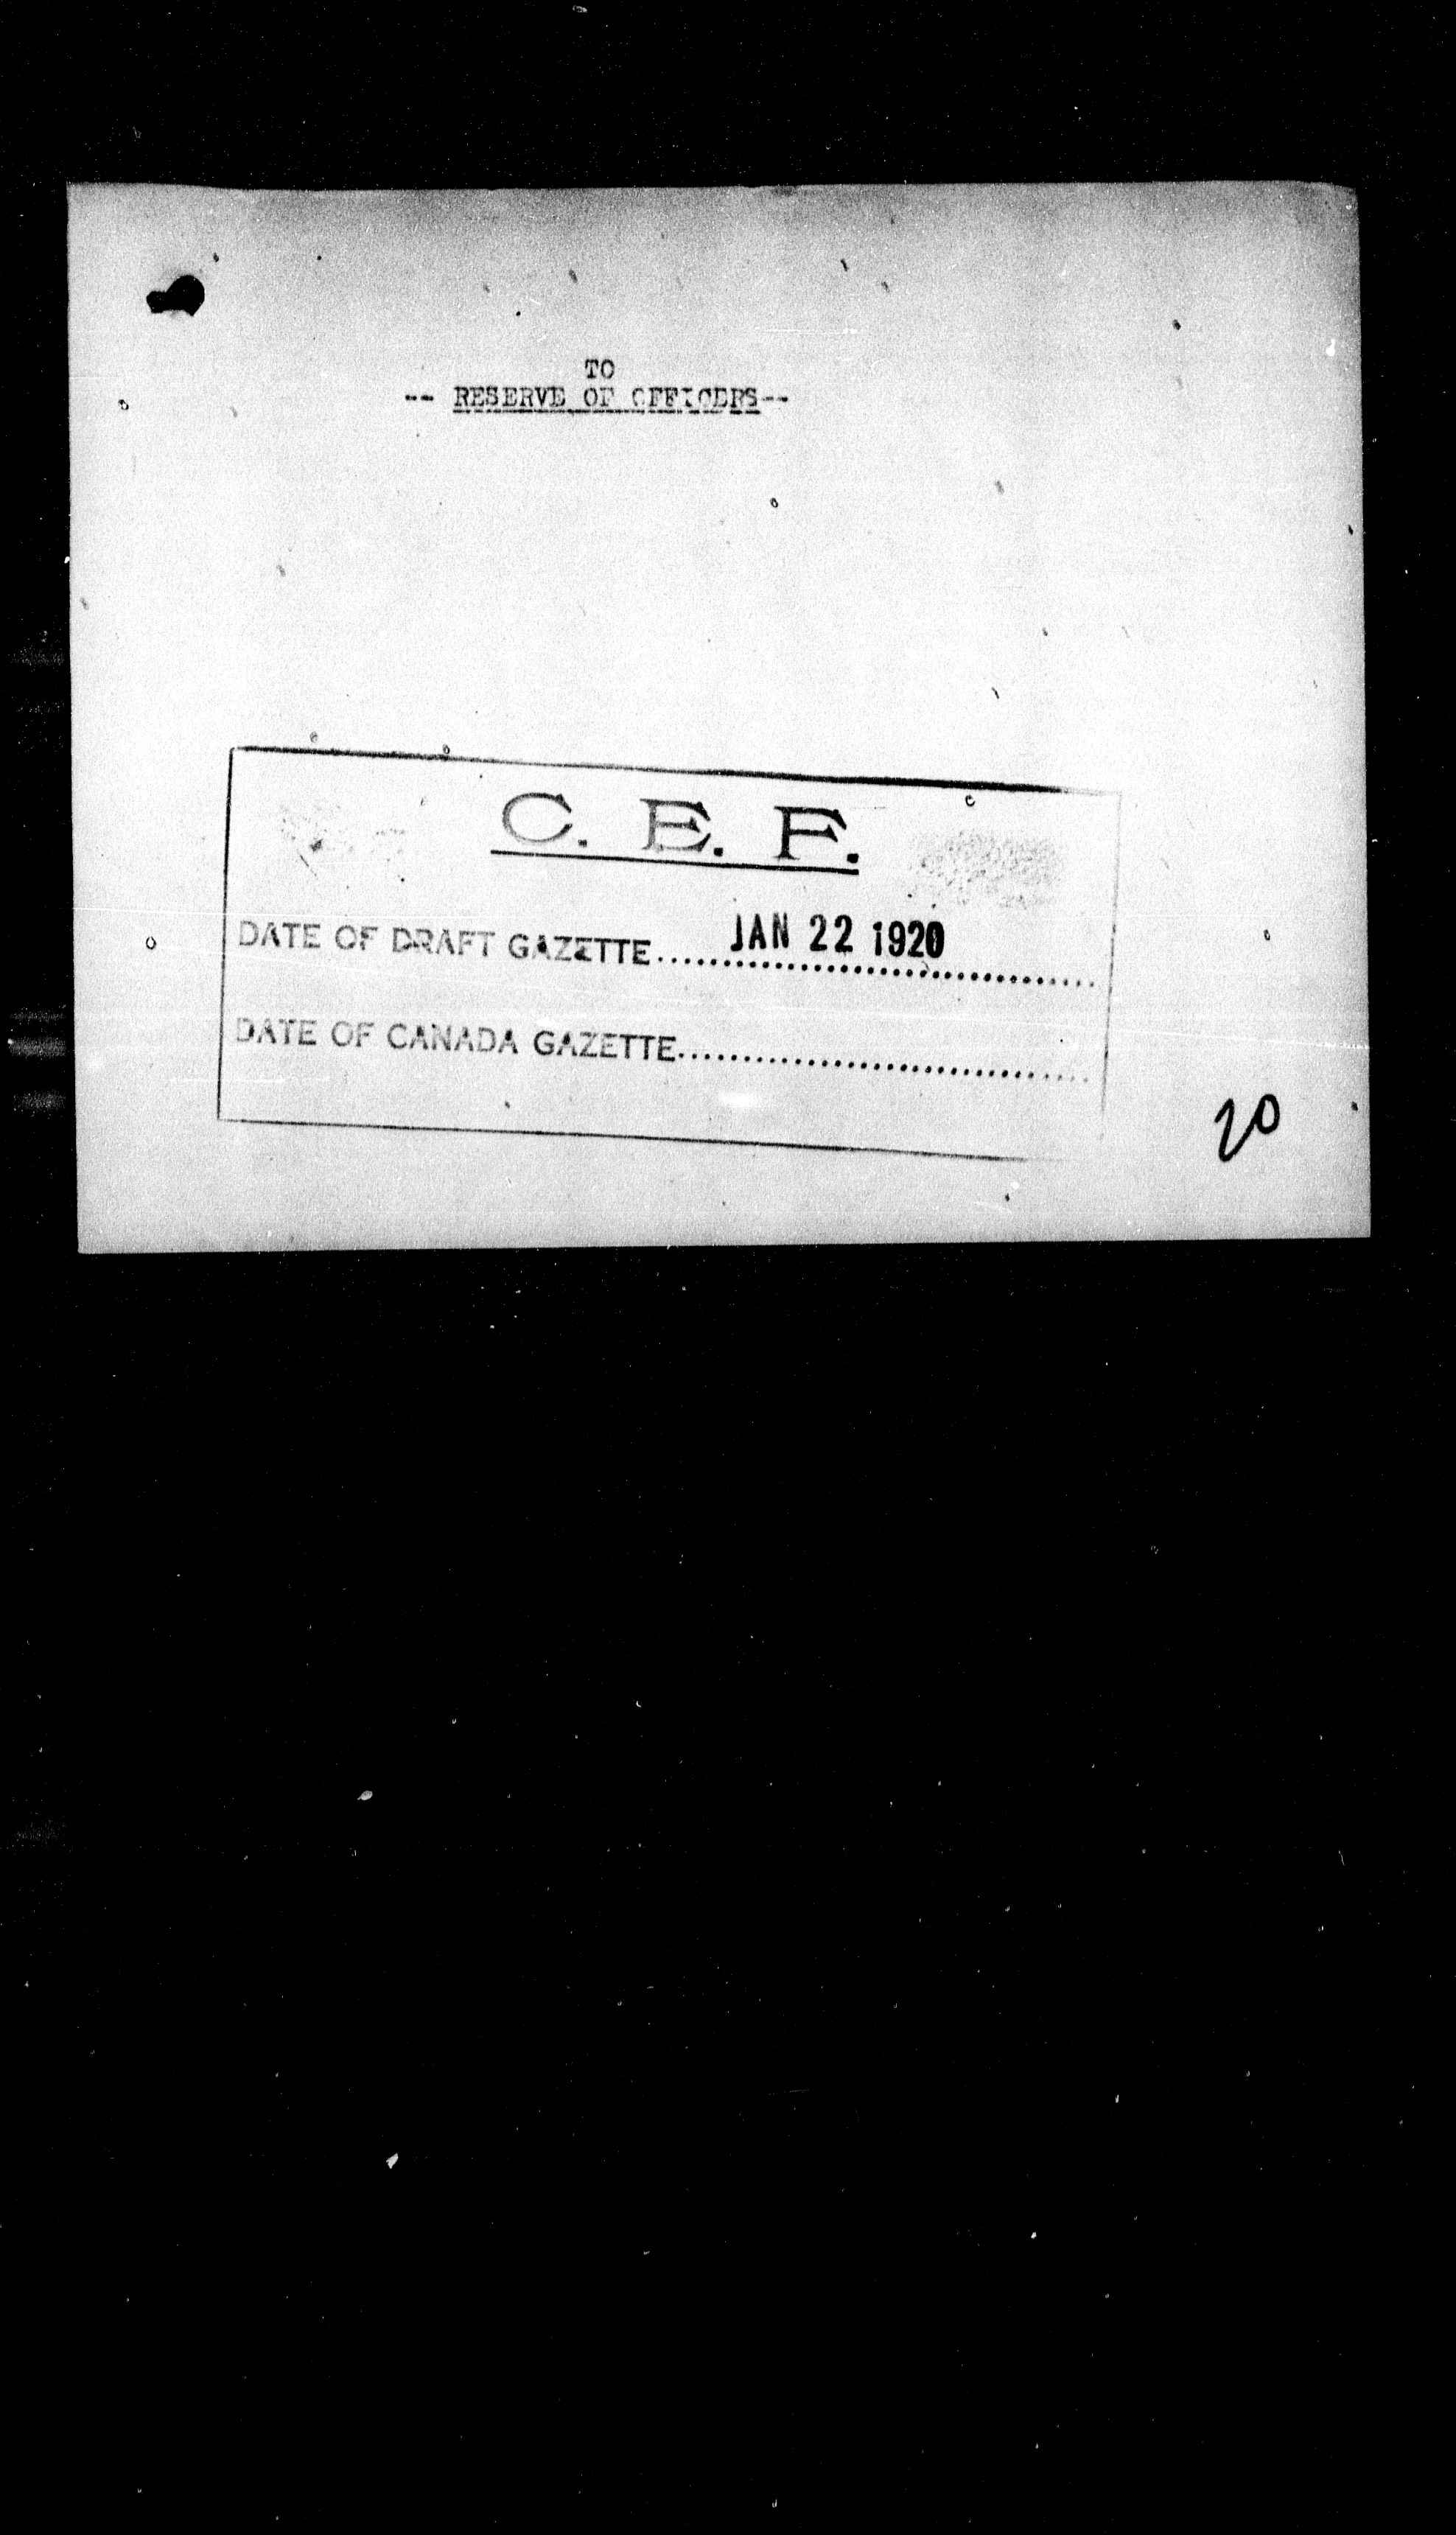 TO
-- RESERVE OF OFFICERS--
C. E. F.
DATE OF DRAFT GAZETTE.......JAN 22 1920.......
DATE OF CANADA GAZETTE..............................
20